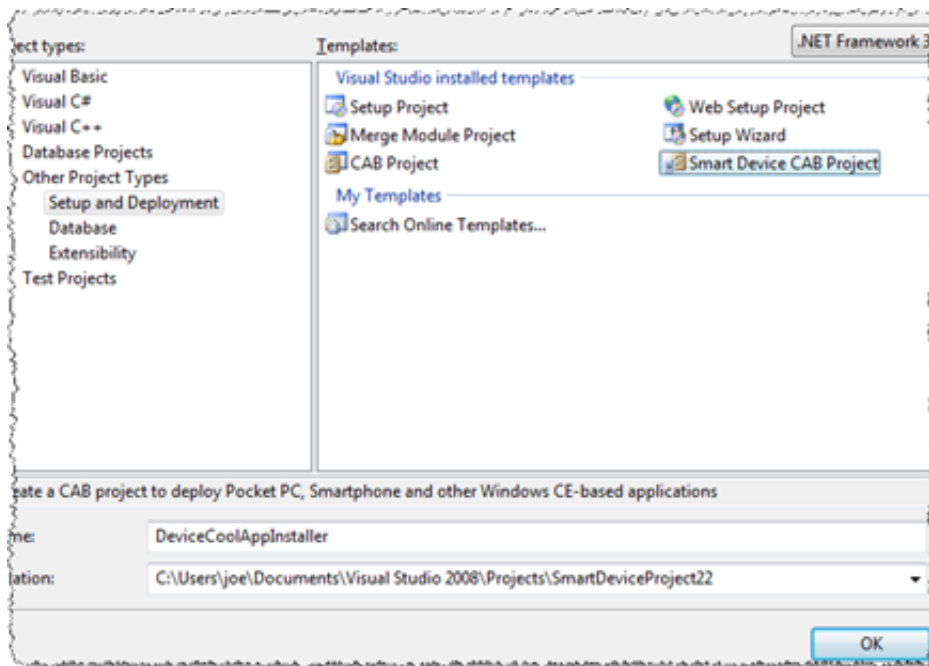 ect types:
Templates:
.NET Framework 3
Visual Basic
Visual C#
Visual C++
Database Projects
Other Project Types
Setup and Deployment
Database
Extensibility
Test Projects
Visual Studio installed templates
Setup Project
Web Setup Project
Merge Module Project
Setup Wizard
CAB Project
Smart Device CAB Project
My Templates
Search Online Templates...
eate a CAB project to deploy Pocket PC, Smartphone and other Windows CE-based applications
me:
DeviceCoolAppInstaller
ation:
C:\Users\joe\Documents\Visual Studio 2008\Projects\SmartDeviceProject22
OK